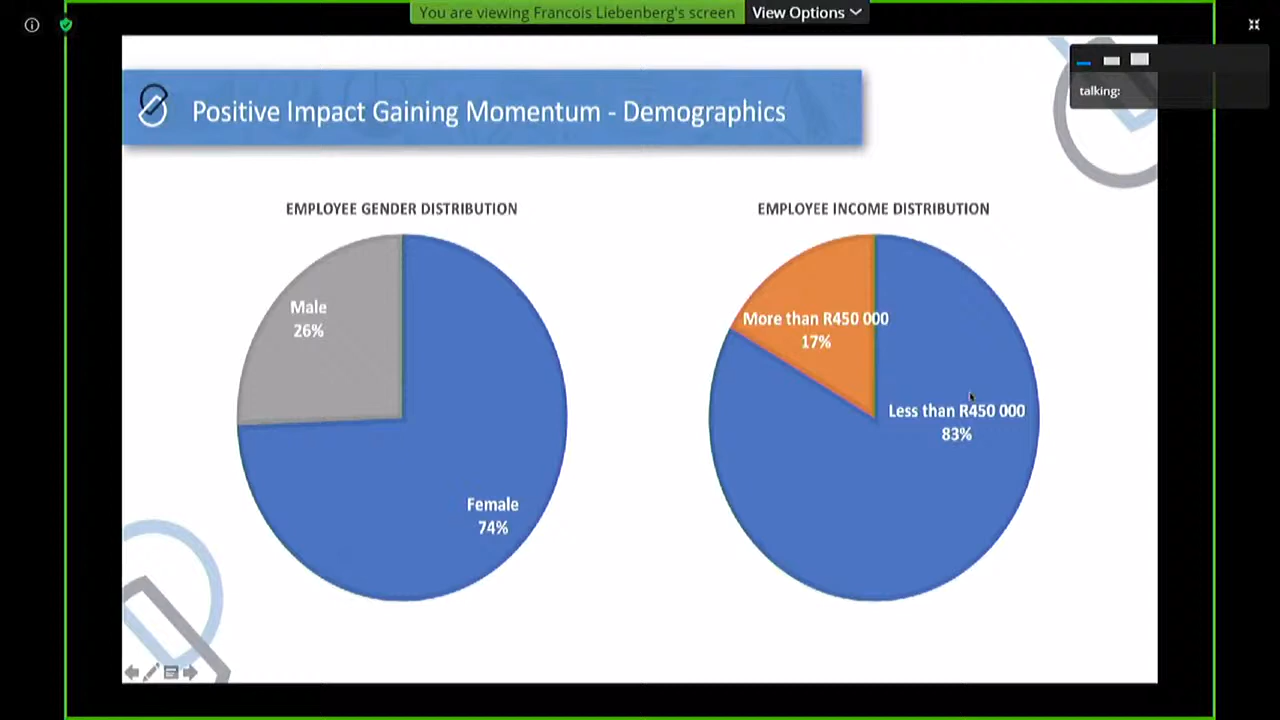 You are viewing Francois Liebenberg's screen
View Options
talking:
Positive Impact Gaining Momentum - Demographics
EMPLOYEE GENDER DISTRIBUTION
Male
26%
Female
74%
EMPLOYEE INCOME DISTRIBUTION
More than R450 000
17%
Less than R450 000
83%